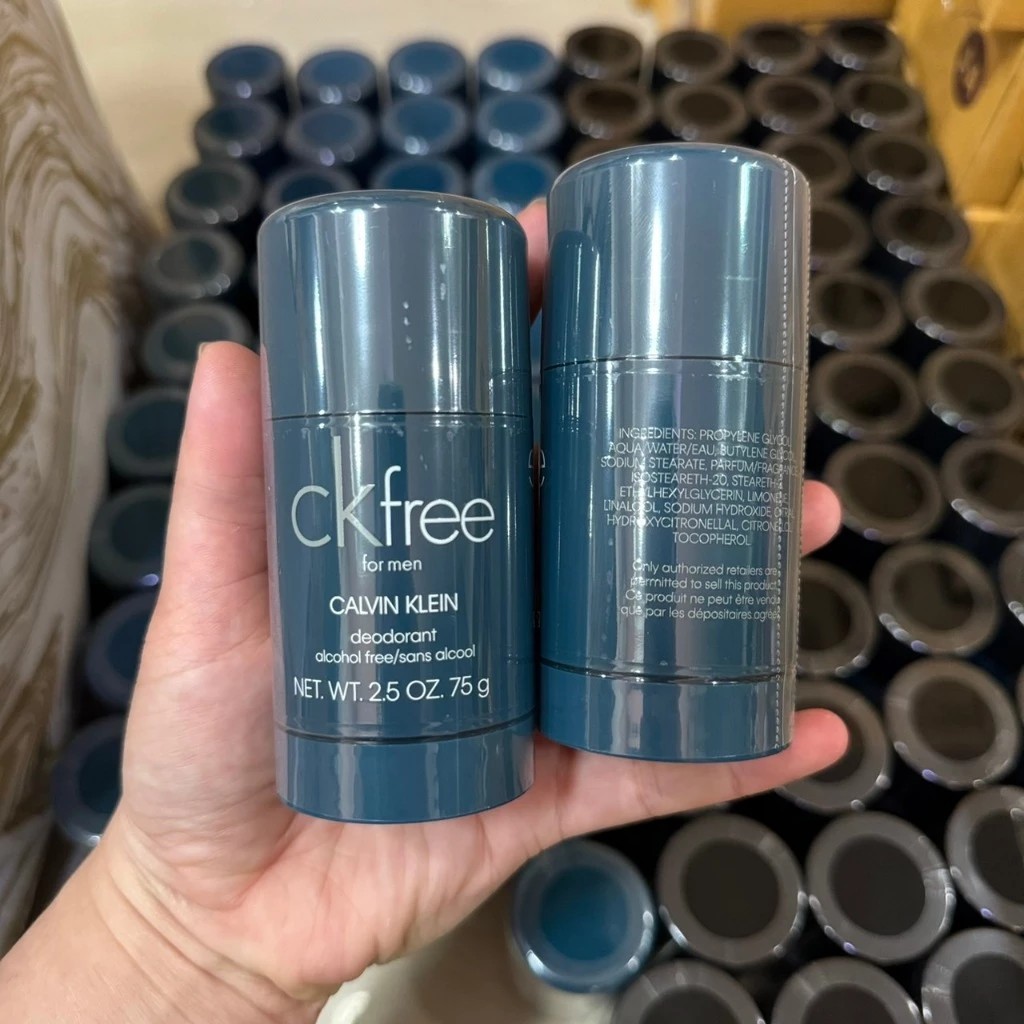 ckfree
for men
CALVIN KLEIN
deodorant
alcohol free/sans alcool
NET. WT. 2.5 OZ. 75 g
INGREDIENTS: PROPYLENE GLYCOL,
AQUA/WATER/EAU, BUTYLENE GLYCOL,
SODIUM STEARATE, PARFUM/FRAGRANCE,
ISOSTEARETH-20, STEARETH-
ETHYLHEXYLGLYCERIN, LIMONENE,
LINALOOL, SODIUM HYDROXIDE, CITRAL,
HYDROXYCITRONELLAL, CITRONELLOL,
TOCOPHEROL
Only authorized retailers are
permitted to sell this product.
Ce produit ne peut être vendu
que par les dépositaires agréés